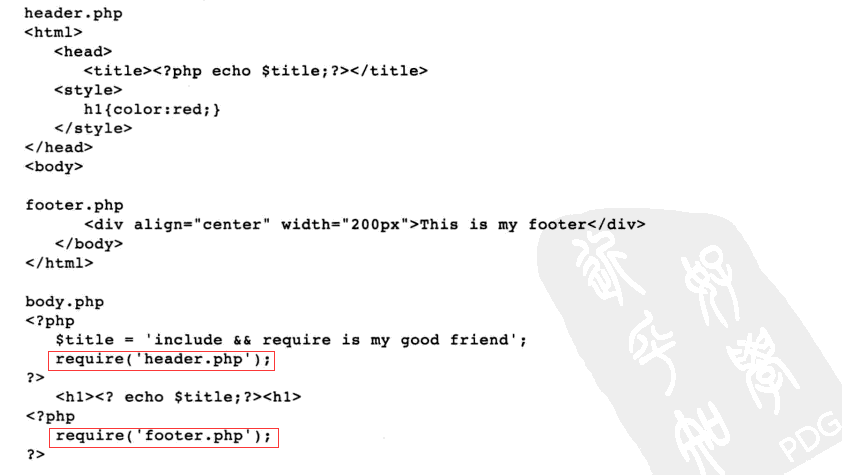 header.php
<html>
<head>
<title><?php echo $title;?></title>
<style>
h1{color:red;}
</style>
</head>
<body>
footer.php
<div align="center" width="200px">This is my footer</div>
</body>
</html>
body.php
<?php
$title = 'include && require is my good friend';
require('header.php');
?>
<h1><? echo $title;?><h1>
<?php
require('footer.php');
?>
PDG